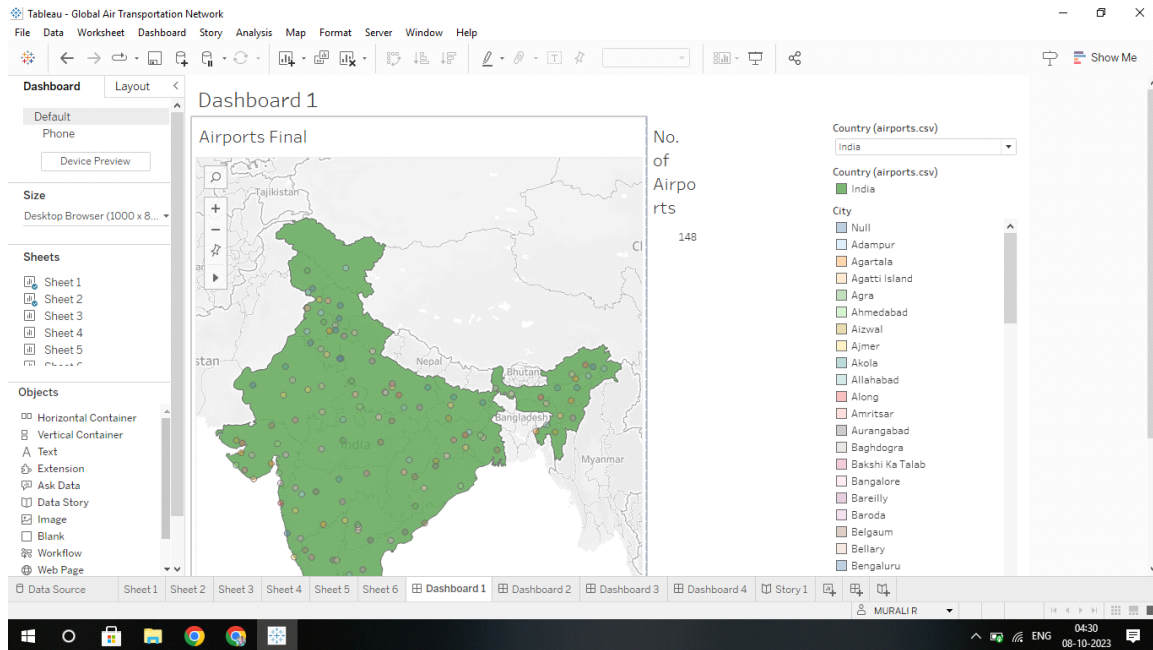 Tableau - Global Air Transportation Network
File Data Worksheet Dashboard Story Analysis Map Format Server Window Help
Show Me
Dashboard Layout
Default
Phone
Device Preview
Size
Desktop Browser (1000 x 8...
Sheets
Sheet 1
Sheet 2
Sheet 3
Sheet 4
Sheet 5
Objects
Horizontal Container
Vertical Container
Text
Extension
Ask Data
Data Story
Image
Blank
Workflow
Web Page
Dashboard 1
Airports Final
Tajikistan
Nepal
Bhutan
Bangladesh
India
Myanmar
stan
No.
of
Airpo
rts
148
Country (airports.csv)
India
Country (airports.csv)
India
City
Null
Adampur
Agartala
Agatti Island
Agra
Ahmedabad
Aizwal
Ajmer
Akola
Allahabad
Along
Amritsar
Aurangabad
Baghdogra
Bakshi Ka Talab
Bangalore
Bareilly
Baroda
Belgaum
Bellary
Bengaluru
Data Source Sheet 1 Sheet 2 Sheet 3 Sheet 4 Sheet 5 Sheet 6 Dashboard 1 Dashboard 2 Dashboard 3 Dashboard 4 Story 1
MURALI R
ENG
04:30
08-10-2023